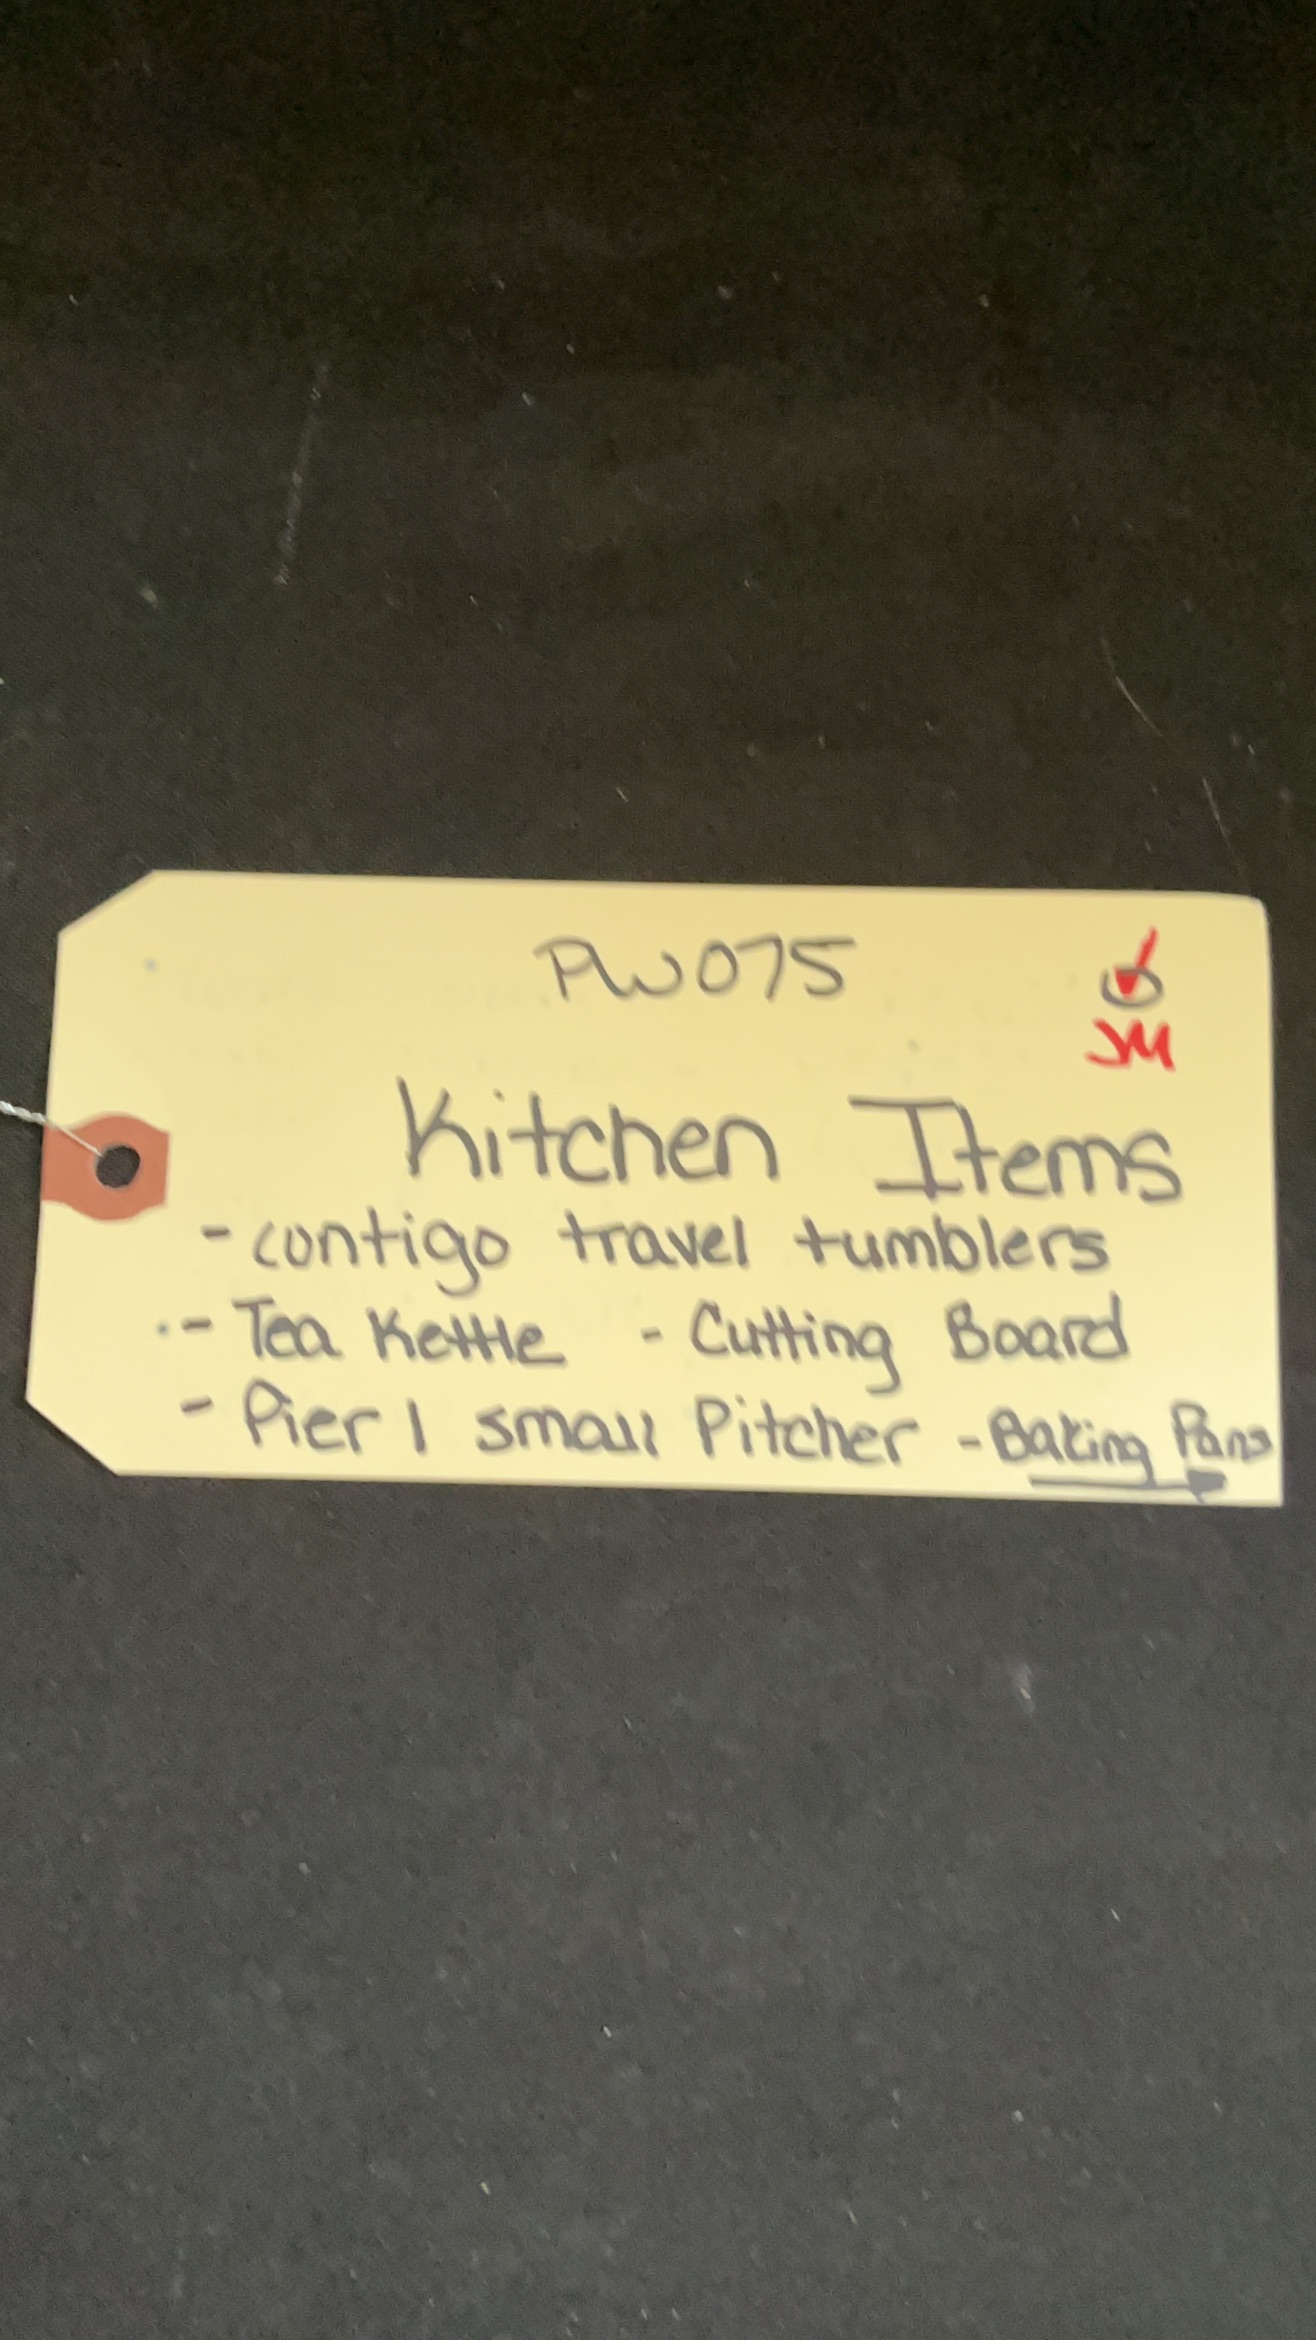 PW075
JM
Kitchen Items
- contigo travel tumblers
- Tea Kettle - Cutting Board
- Pier 1 small Pitcher - Baking Pans